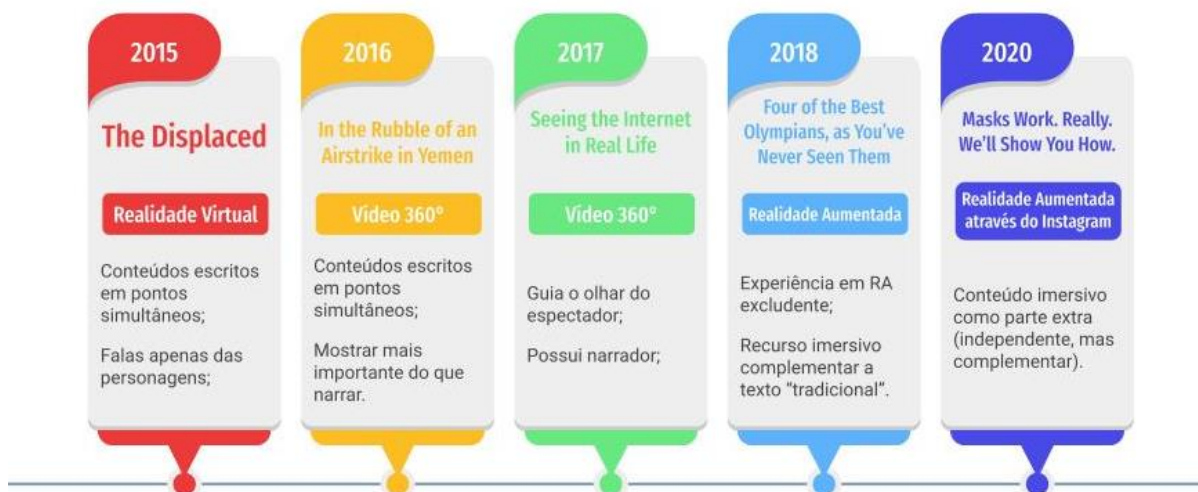 2015
The Displaced
Realidade Virtual
Conteúdos escritos
em pontos
simultâneos;
Falas apenas das
personagens;
2016
In the Rubble of an
Airstrike in Yemen
Vídeo 360°
Conteúdos escritos
em pontos
simultâneos;
Mostrar mais
importante do que
narrar.
2017
Seeing the Internet
in Real Life
Vídeo 360°
Guia o olhar do
espectador;
Possui narrador;
2018
Four of the Best
Olympians, as You’ve
Never Seen Them
Realidade Aumentada
Experiência em RA
excludente;
Recurso imersivo
complementar a
texto “tradicional”.
2020
Masks Work. Really.
We’ll Show You How.
Realidade Aumentada
através do Instagram
Conteúdo imersivo
como parte extra
(independente, mas
complementar).